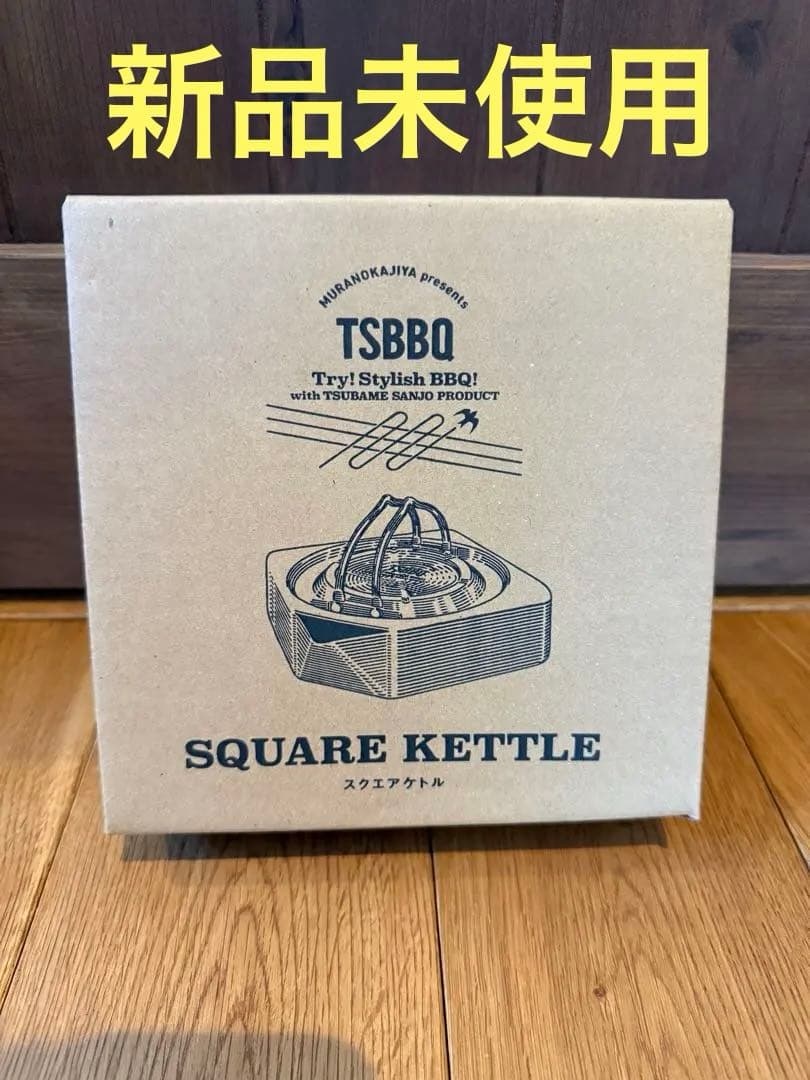 新品未使用
MURANOKAJIYA presents
TSBBQ
Try! Stylish BBQ!
with TSUBAME SANJO PRODUCT
SQUARE KETTLE
スクエアケトル